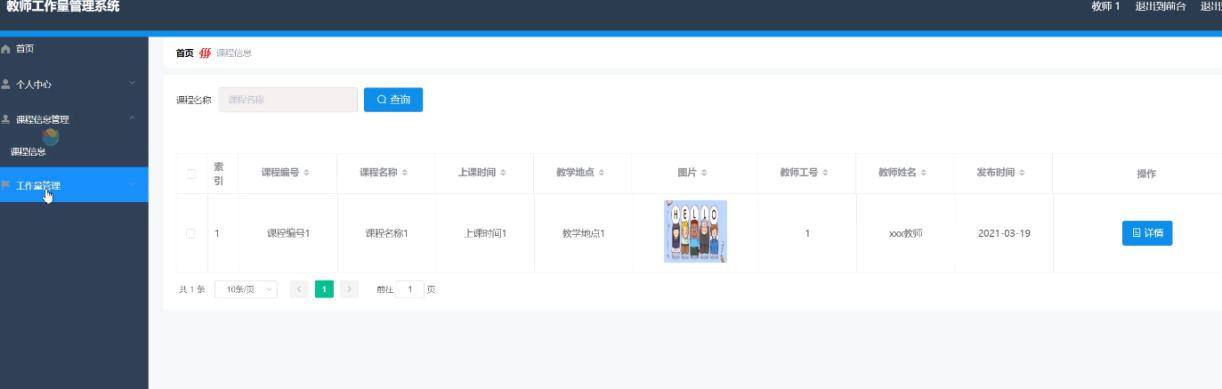 教师工作量管理系统
教师 1 退出到前台 退出
首页
个人中心
课程信息管理
课程信息
工作量管理
首页 课程信息
课程名称 课程名称 查询
索引 课程编号 课程名称 上课时间 教学地点 图片 教师工号 教师姓名 发布时间 操作
HELLO
1 课程编号1 课程名称1 上课时间1 教学地点1 1 xxx教师 2021-03-19 详情
共 1 条 10条/页 1 前往 1 页